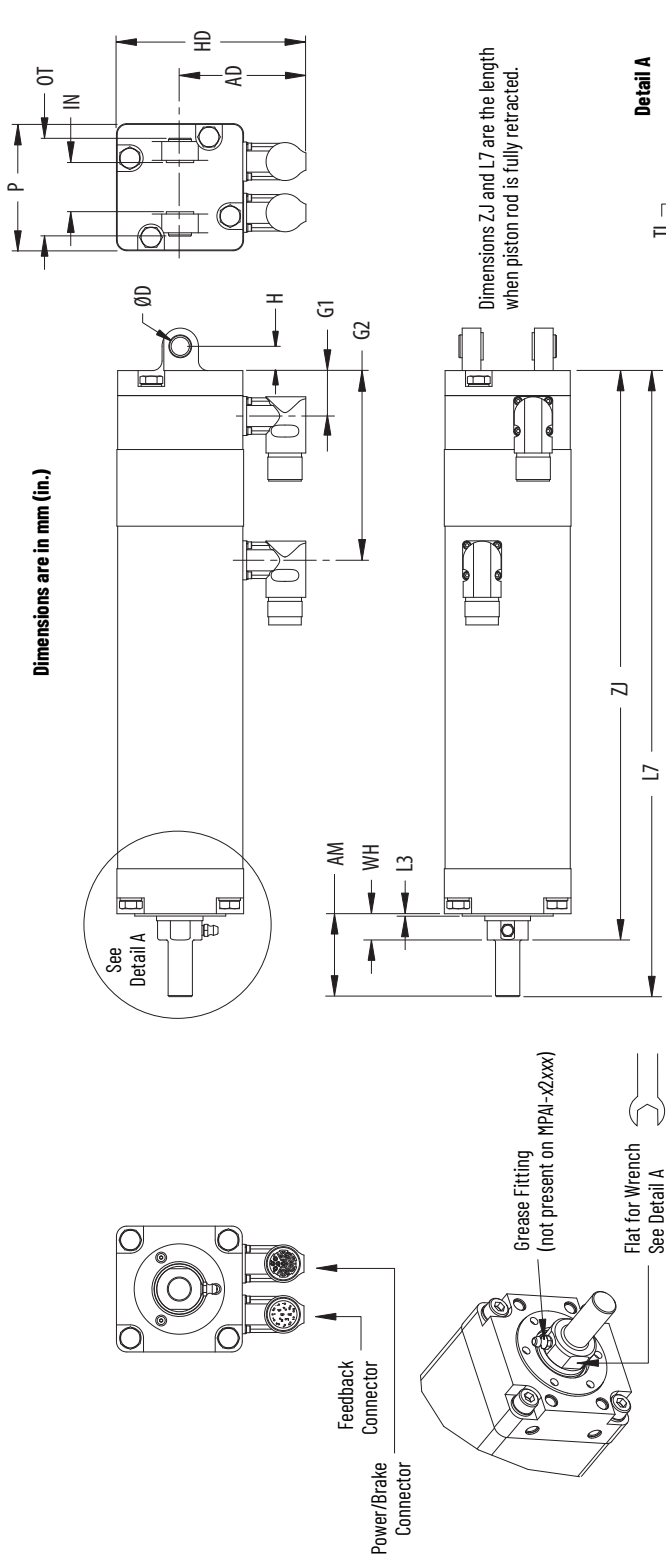 Dimensions are in mm (in.)
P
OT
IN
HD
AD
ØD
H
G1
G2
See
Detail A
AM
WH
L3
Dimensions ZJ and L7 are the length
when piston rod is fully retracted.
ZJ
L7
Feedback
Connector
Power/Brake
Connector
Grease Fitting
(not present on MPAI-x2xxx)
Flat for Wrench
See Detail A
Detail A